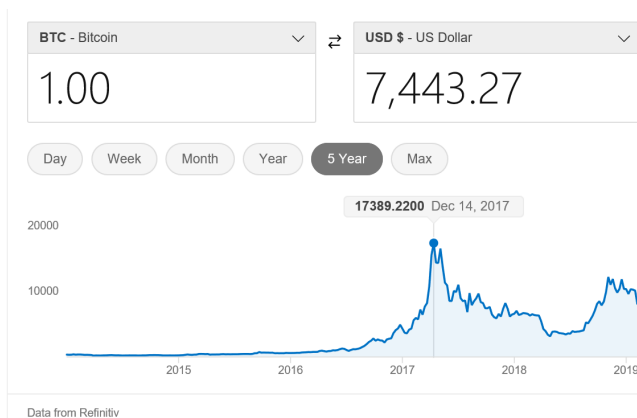 BTC - Bitcoin
USD $ - US Dollar
1.00
7,443.27
Day Week Month Year 5 Year Max
17389.2200 Dec 14, 2017
20000
10000
2015 2016 2017 2018 2019
Data from Refinitiv